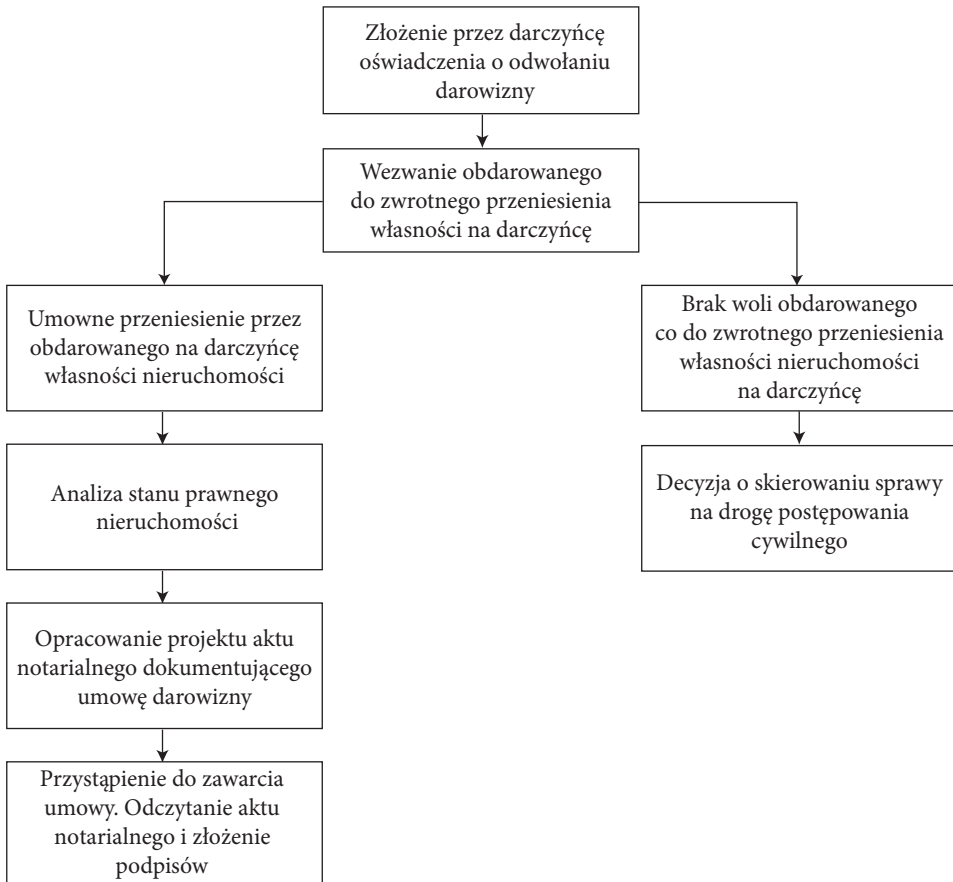 Złożenie przez darczyńcę
oświadczenia o odwołaniu
darowizny
Wezwanie obdarowanego
do zwrotnego przeniesienia
własności na darczyńcę
Umowne przeniesienie przez
obdarowanego na darczyńcę
własności nieruchomości
Brak woli obdarowanego
co do zwrotnego przeniesienia
własności nieruchomości
na darczyńcę
Analiza stanu prawnego
nieruchomości
Decyzja o skierowaniu sprawy
na drogę postępowania
cywilnego
Opracowanie projektu aktu
notarialnego dokumentującego
umowę darowizny
Przystąpienie do zawarcia
umowy. Odczytanie aktu
notarialnego i złożenie
podpisów